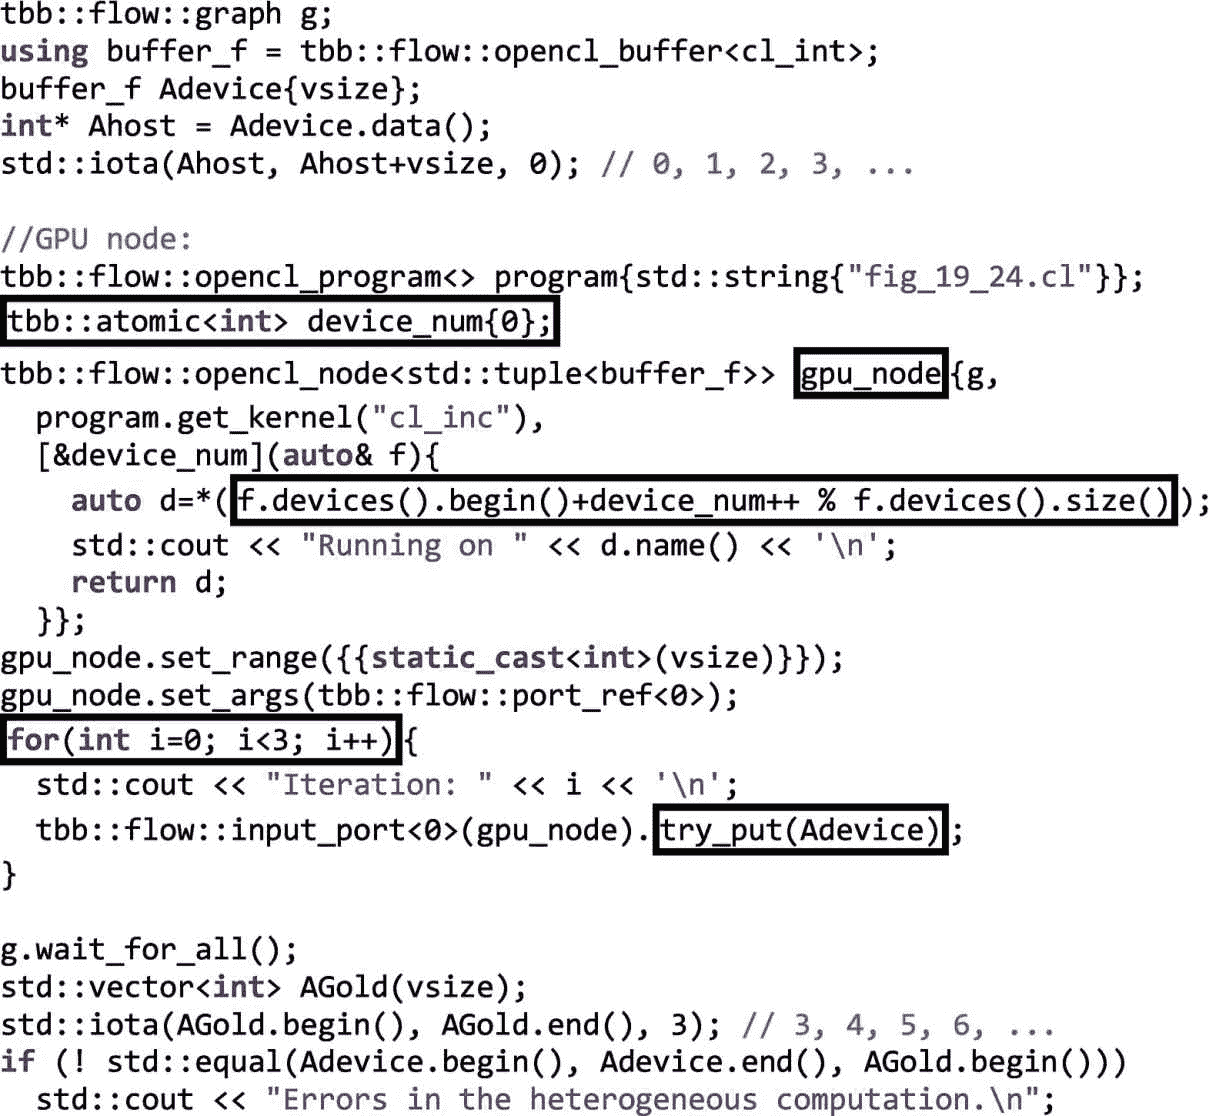 tbb::flow::graph g;
using buffer_f = tbb::flow::opencl_buffer<cl_int>;
buffer_f Adevice{vsize};
int* Ahost = Adevice.data();
std::iota(Ahost, Ahost+vsize, 0); // 0, 1, 2, 3, ...
//GPU node:
tbb::flow::opencl_program<> program{std::string{"fig_19_24.cl"}};
tbb::atomic<int> device_num{0};
tbb::flow::opencl_node<std::tuple<buffer_f>> gpu_node{g,
program.get_kernel("cl_inc"),
[&device_num](auto& f){
auto d=*(f.devices().begin()+device_num++ % f.devices().size());
std::cout << "Running on " << d.name() << '\n';
return d;
}};
gpu_node.set_range({{static_cast<int>(vsize)}});
gpu_node.set_args(tbb::flow::port_ref<0>);
for(int i=0; i<3; i++){
std::cout << "Iteration: " << i << '\n';
tbb::flow::input_port<0>(gpu_node).try_put(Adevice);
}
g.wait_for_all();
std::vector<int> AGold(vsize);
std::iota(AGold.begin(), AGold.end(), 3); // 3, 4, 5, 6, ...
if (! std::equal(Adevice.begin(), Adevice.end(), AGold.begin()))
std::cout << "Errors in the heterogeneous computation.\n";